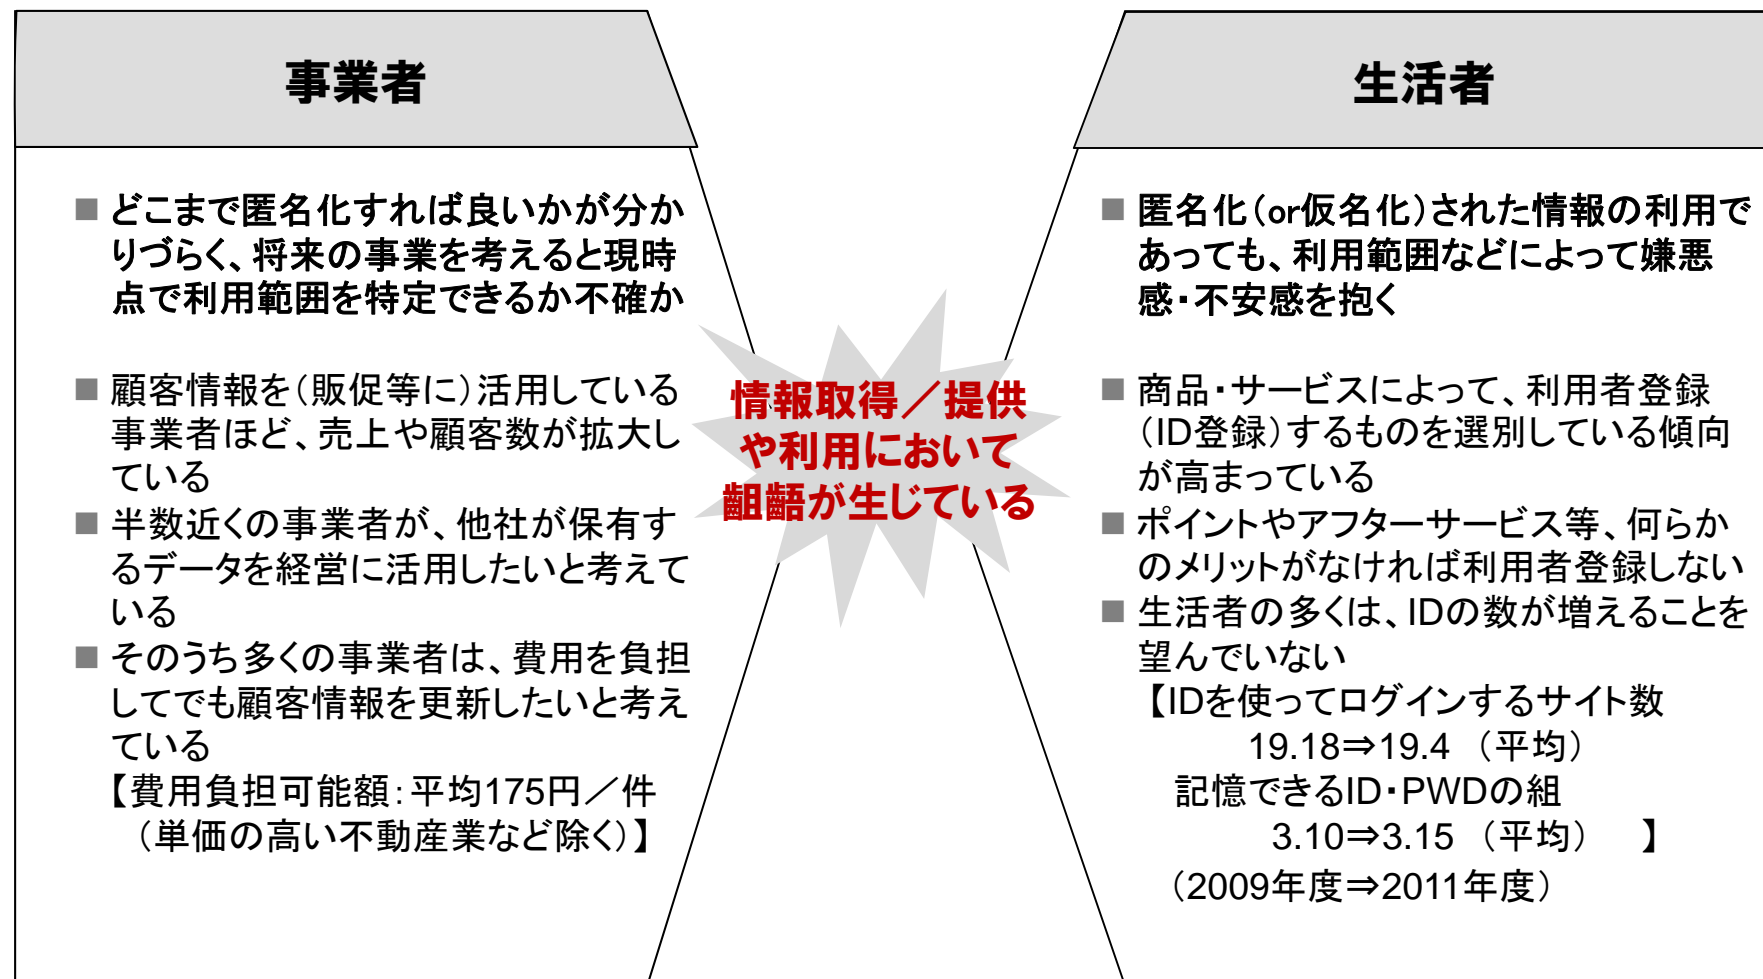 事業者
■ どこまで匿名化すれば良いかが分か
りづらく、将来の事業を考えると現時
点で利用範囲を特定できるか不確か
■ 顧客情報を（販促等に）活用している
事業者ほど、売上や顧客数が拡大し
ている
■ 半数近くの事業者が、他社が保有す
るデータを経営に活用したいと考えて
いる
■ そのうち多くの事業者は、費用を負担
してでも顧客情報を更新したいと考え
ている
【費用負担可能額：平均175円／件
（単価の高い不動産業など除く）】
情報取得／提供
や利用において
齟齬が生じている
生活者
■ 匿名化（or仮名化）された情報の利用で
あっても、利用範囲などによって嫌悪
感・不安感を抱く
■ 商品・サービスによって、利用者登録
（ID登録）するものを選別している傾向
が高まっている
■ ポイントやアフターサービス等、何らか
のメリットがなければ利用者登録しない
■ 生活者の多くは、IDの数が増えることを
望んでいない
【IDを使ってログインするサイト数
19.18⇒19.4 （平均）
記憶できるID・PWDの組
3.10⇒3.15 （平均） 】
（2009年度⇒2011年度）